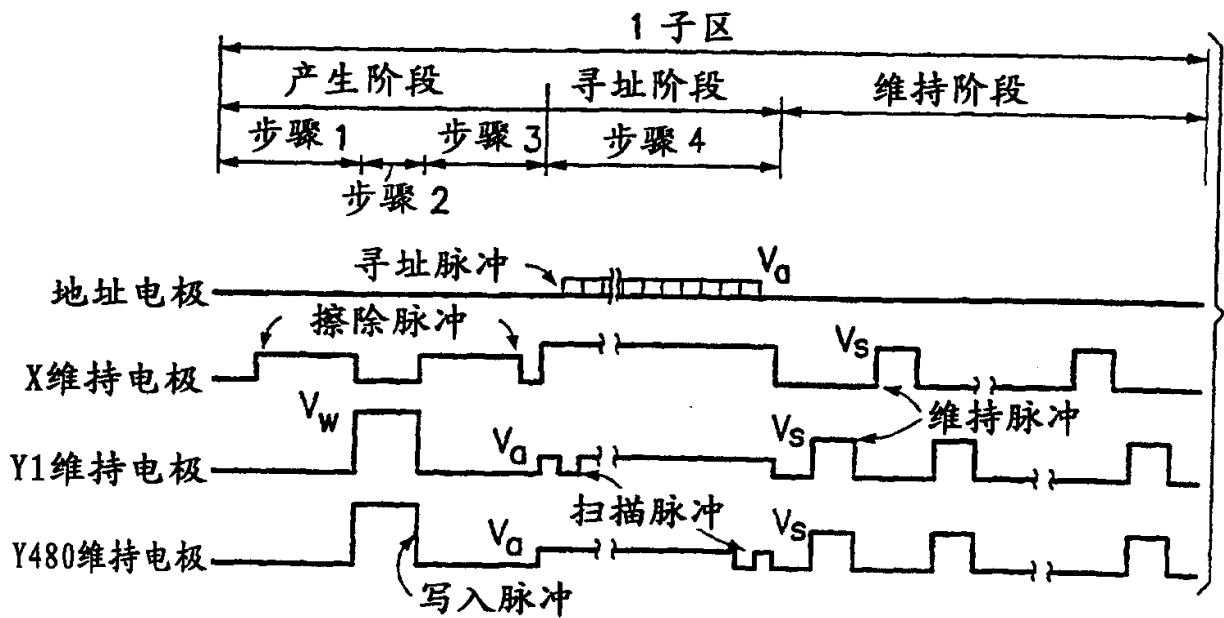 1 子区
产生阶段 寻址阶段 维持阶段
步骤 1 步骤 3 步骤 4
步骤 2
寻址脉冲 Va
地址电极
擦除脉冲
X维持电极 Vs
Vw 维持脉冲
Y1维持电极 Va Vs
扫描脉冲
Y480维持电极 Va Vs
写入脉冲